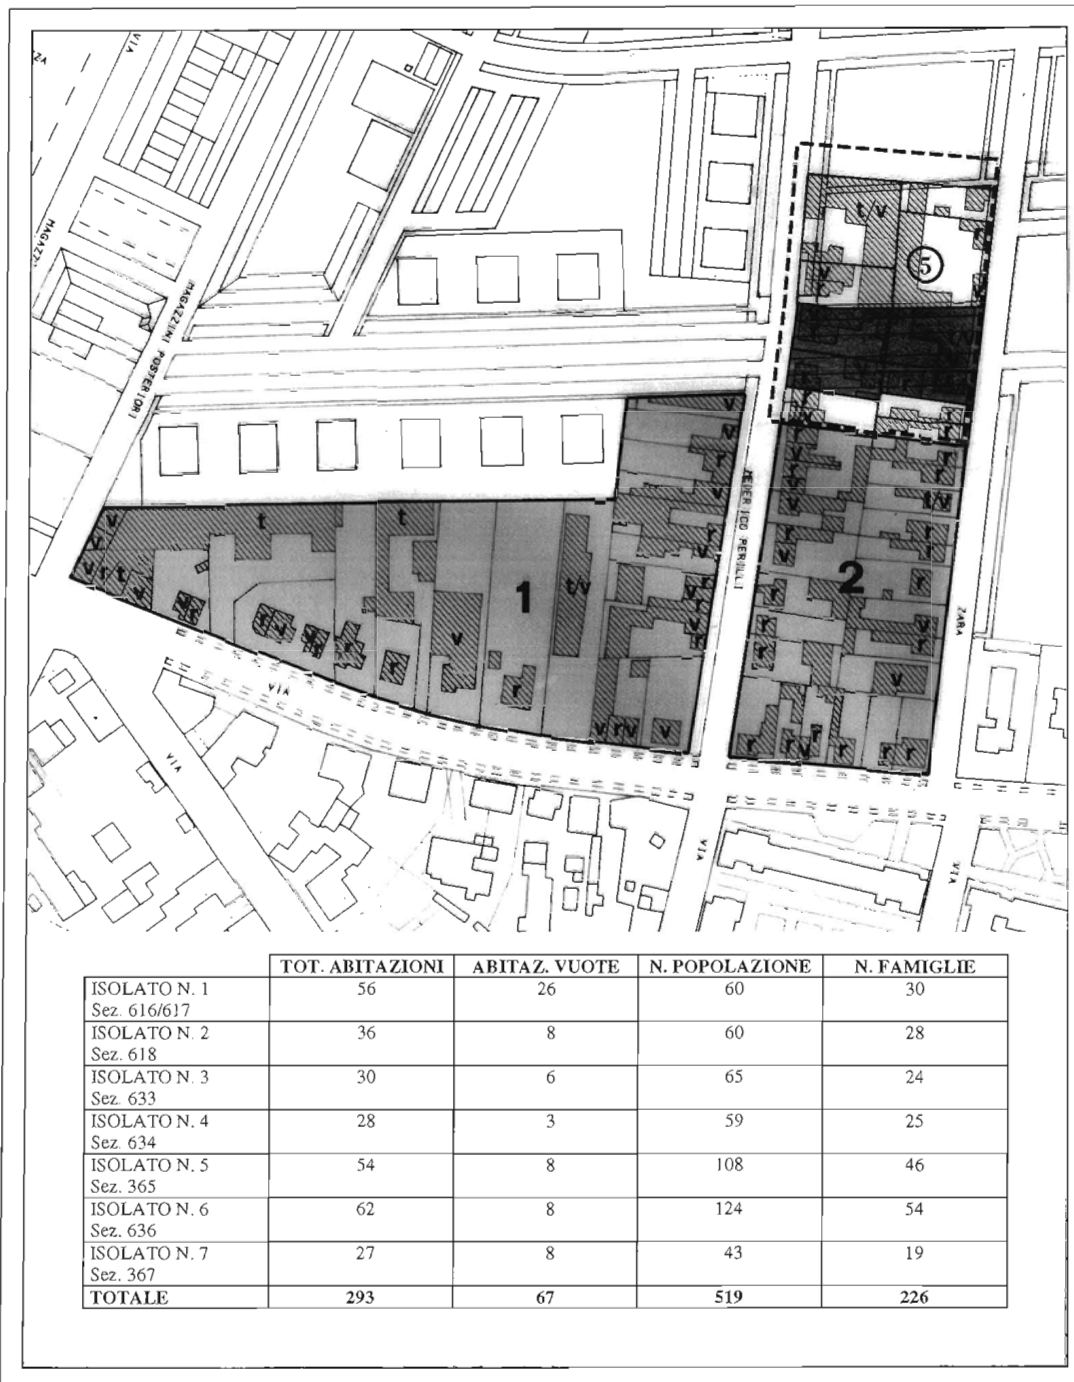 VIA
MAGAZZINI POSTERIORI
t/v
r
5
v
v
v
r
v
r
v
t
t
v
v
v r t
v
1
t/v
v
r
r
v
r v
v
FEDERICO PERILLI
2
t/v
r
r
v
r
r
v
r
ZARA
VIA
VIA
VIA
VIA
TOT. ABITAZIONI ABITAZ. VUOTE N. POPOLAZIONE N. FAMIGLIE
ISOLATO N. 1 56 26 60 30
Sez. 616/617
ISOLATO N. 2 36 8 60 28
Sez. 618
ISOLATO N. 3 30 6 65 24
Sez. 633
ISOLATO N. 4 28 3 59 25
Sez. 634
ISOLATO N. 5 54 8 108 46
Sez. 365
ISOLATO N. 6 62 8 124 54
Sez. 636
ISOLATO N. 7 27 8 43 19
Sez. 367
TOTALE 293 67 519 226